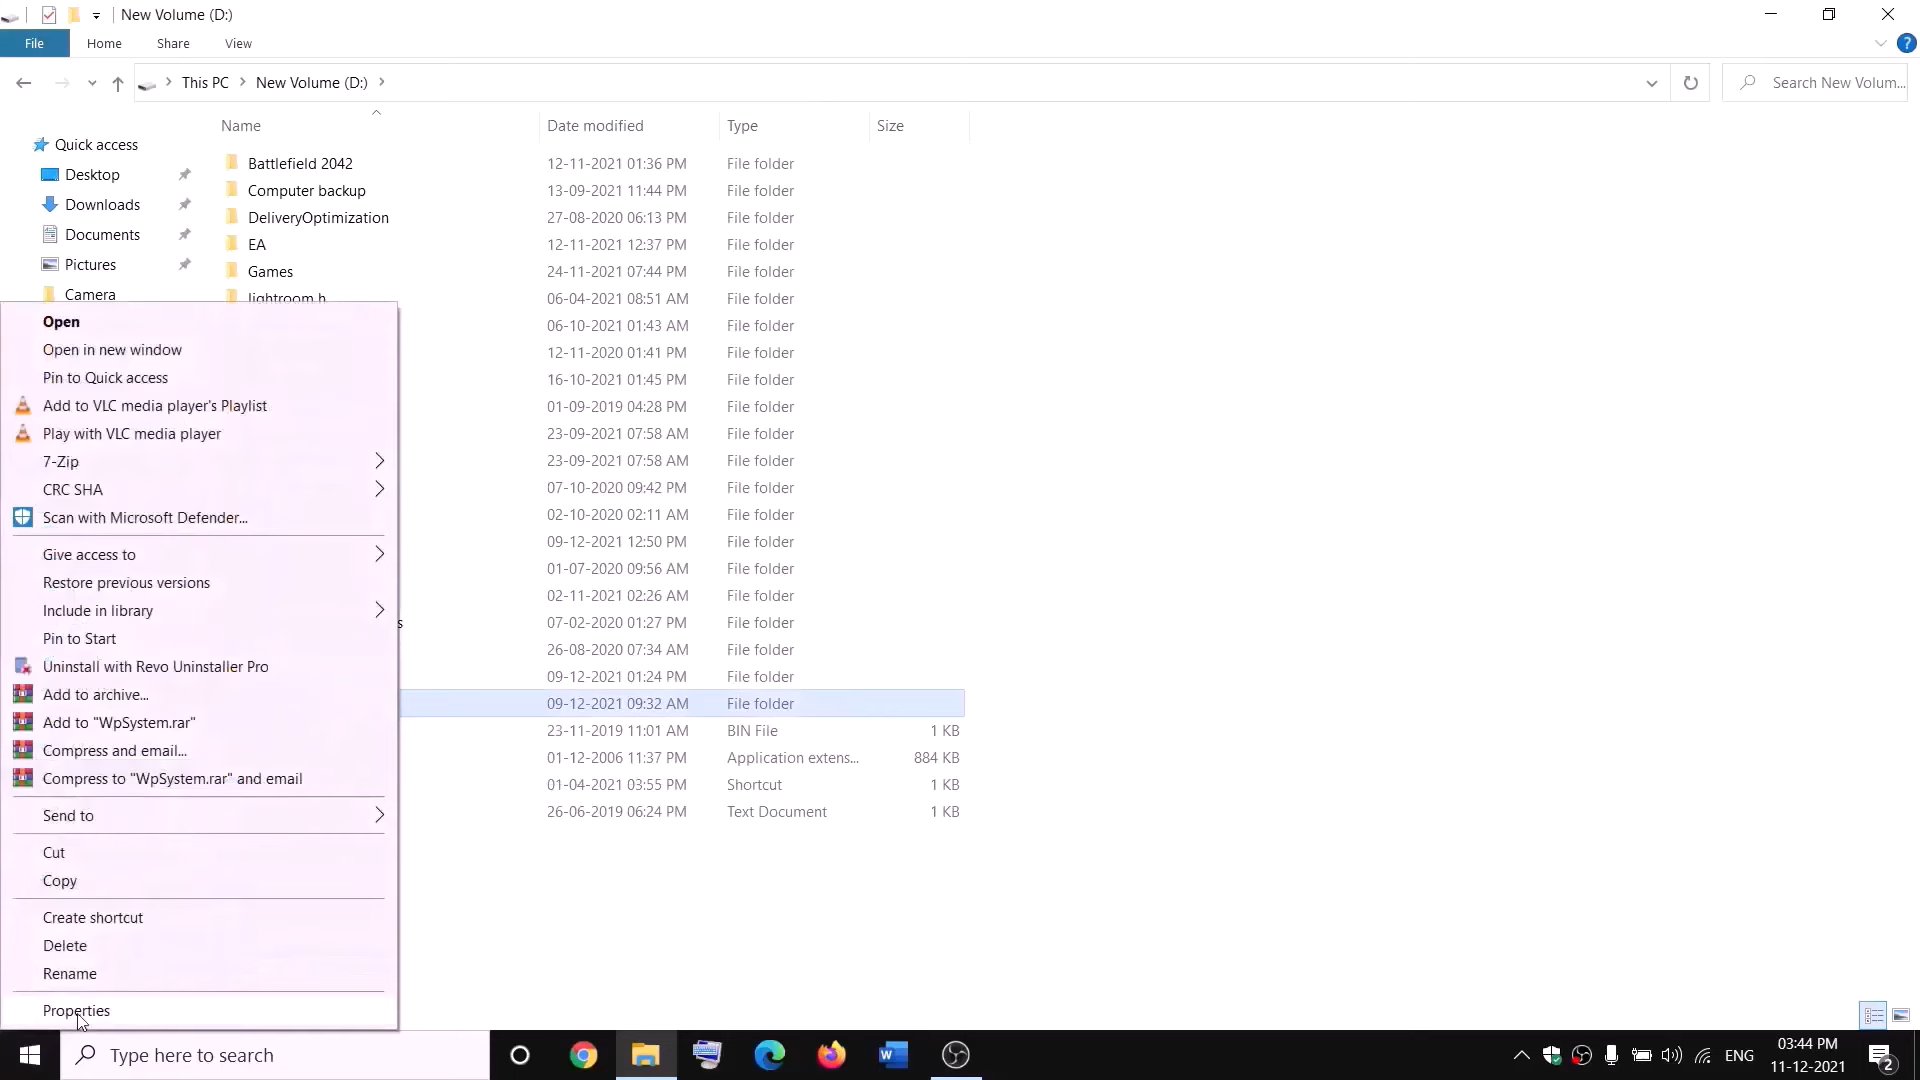 New Volume (D:)
File Home Share View
This PC New Volume (D:) Search New Volum...
Name Date modified Type Size
Quick access
Desktop
Downloads
Documents
Pictures
Camera
Battlefield 2042 12-11-2021 01:36 PM File folder
Computer backup 13-09-2021 11:44 PM File folder
DeliveryOptimization 27-08-2020 06:13 PM File folder
EA 12-11-2021 12:37 PM File folder
Games 24-11-2021 07:44 PM File folder
lightroom h 06-04-2021 08:51 AM File folder
06-10-2021 01:43 AM File folder
12-11-2020 01:41 PM File folder
16-10-2021 01:45 PM File folder
01-09-2019 04:28 PM File folder
23-09-2021 07:58 AM File folder
23-09-2021 07:58 AM File folder
07-10-2020 09:42 PM File folder
02-10-2020 02:11 AM File folder
09-12-2021 12:50 PM File folder
01-07-2020 09:56 AM File folder
02-11-2021 02:26 AM File folder
s 07-02-2020 01:27 PM File folder
26-08-2020 07:34 AM File folder
09-12-2021 01:24 PM File folder
09-12-2021 09:32 AM File folder
23-11-2019 11:01 AM BIN File 1 KB
01-12-2006 11:37 PM Application extens... 884 KB
01-04-2021 03:55 PM Shortcut 1 KB
26-06-2019 06:24 PM Text Document 1 KB
Open
Open in new window
Pin to Quick access
Add to VLC media player's Playlist
Play with VLC media player
7-Zip
CRC SHA
Scan with Microsoft Defender...
Give access to
Restore previous versions
Include in library
Pin to Start
Uninstall with Revo Uninstaller Pro
Add to archive...
Add to "WpSystem.rar"
Compress and email...
Compress to "WpSystem.rar" and email
Send to
Cut
Copy
Create shortcut
Delete
Rename
Properties
Type here to search
W
ENG
03:44 PM
11-12-2021
2